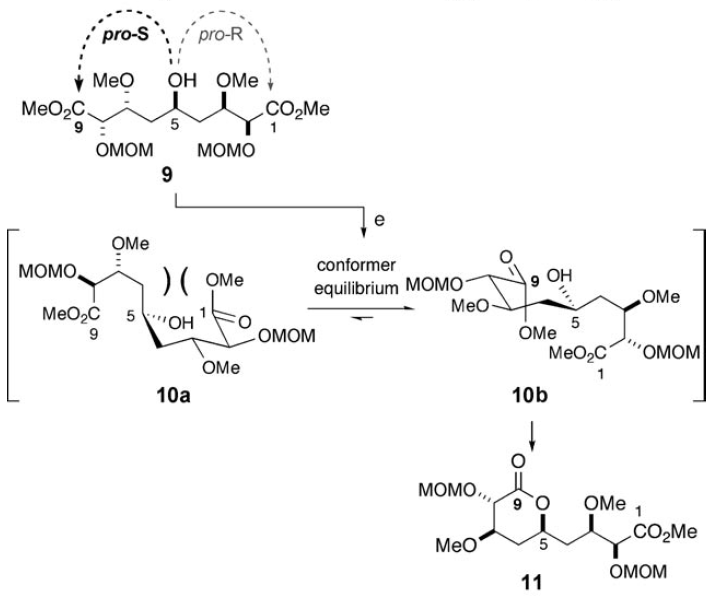 pro-S
pro-R
MeO OH OMe
MeO₂C 9 5 1 CO₂Me
OMOM MOMO
9
e
OMe
MOMO
MeO₂C
9
) (
5 OH
OMe
1
O
OMOM
OMe
10a
conformer
equilibrium
O
9
MOMO
MeO
OMe
OH
5
OMe
MeO₂C
1
OMOM
10b
O
MOMO
9
O
MeO
5
OMe
1
CO₂Me
OMOM
11